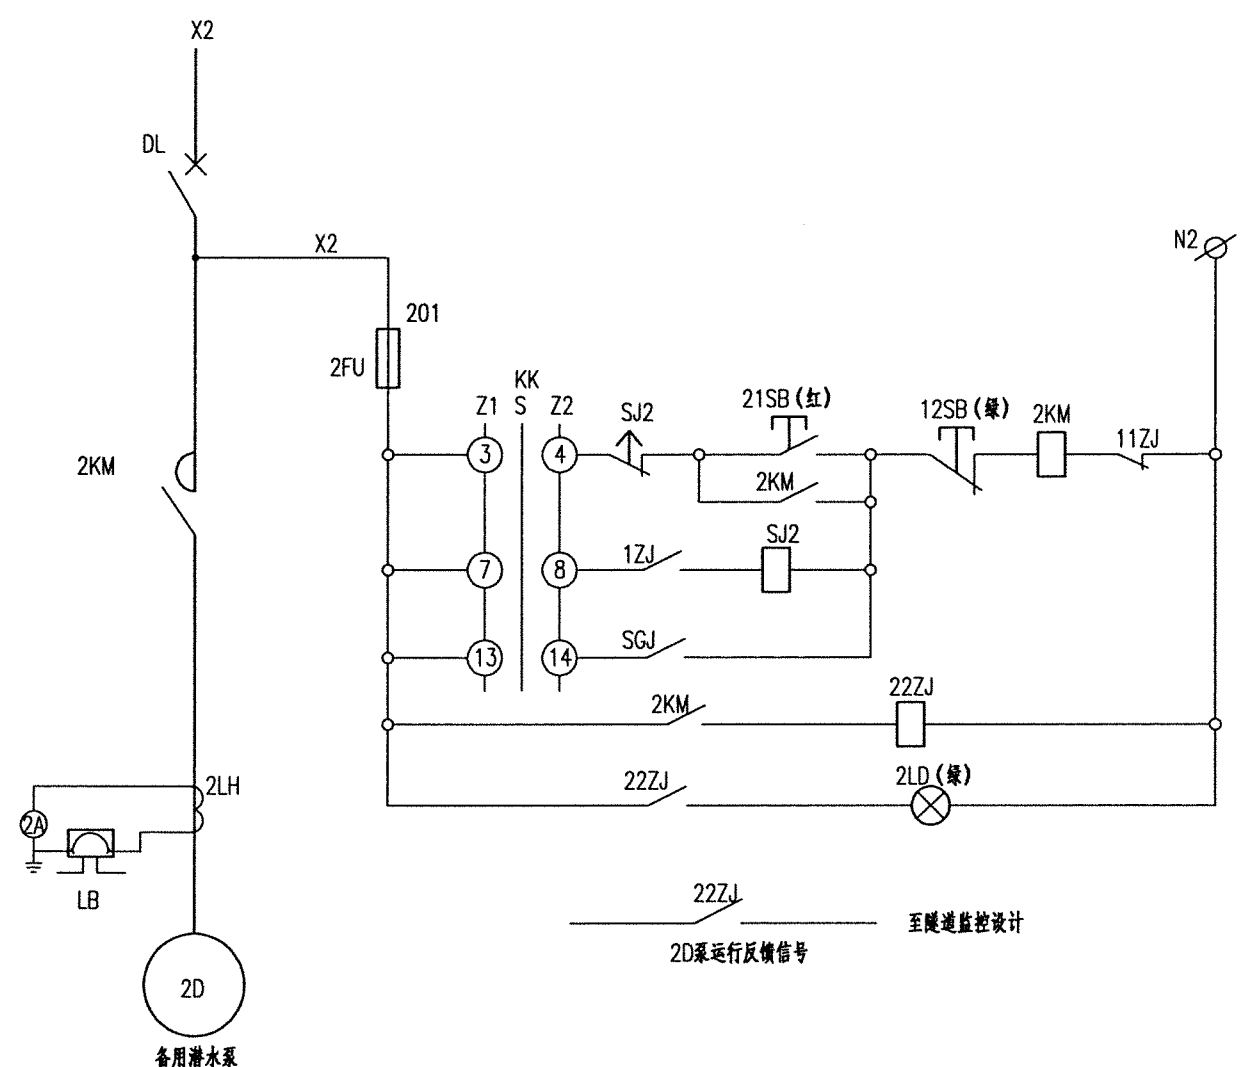 X2
DL
X2
N2
201
2FU
KK
Z1 S Z2
SJ2
21SB(红)
12SB(绿)
2KM
11ZJ
3
4
2KM
2KM
SJ2
1ZJ
7
8
SGJ
13
14
2KM
22ZJ
22ZJ
2LD(绿)
2LH
2A
LB
22ZJ
至隧道监控设计
2D泵运行反馈信号
2D
备用潜水泵